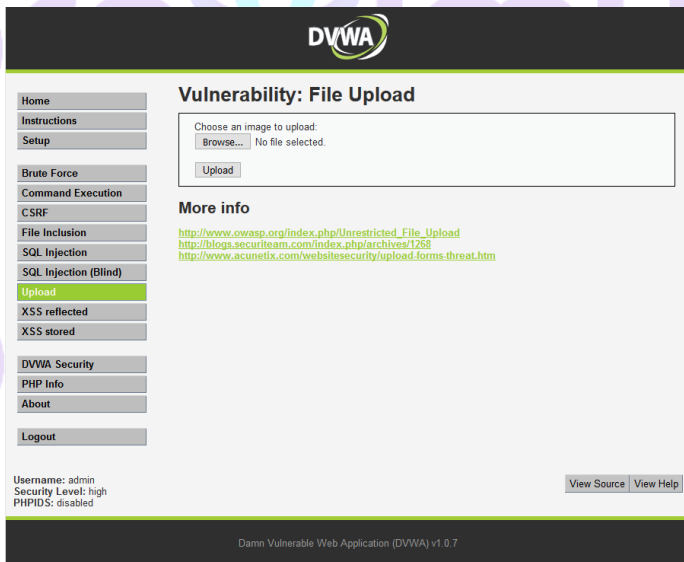 DVWA
Home
Instructions
Setup
Brute Force
Command Execution
CSRF
File Inclusion
SQL Injection
SQL Injection (Blind)
Upload
XSS reflected
XSS stored
DVWA Security
PHP Info
About
Logout
Vulnerability: File Upload
Choose an image to upload:
Browse... No file selected.
Upload
More info
http://www.owasp.org/index.php/Unrestricted_File_Upload
http://blogs.securiteam.com/index.php/archives/1268
http://www.acunetix.com/websitesecurity/upload-forms-threat.htm
Username: admin
Security Level: high
PHPIDS: disabled
View Source View Help
Damn Vulnerable Web Application (DVWA) v1.0.7